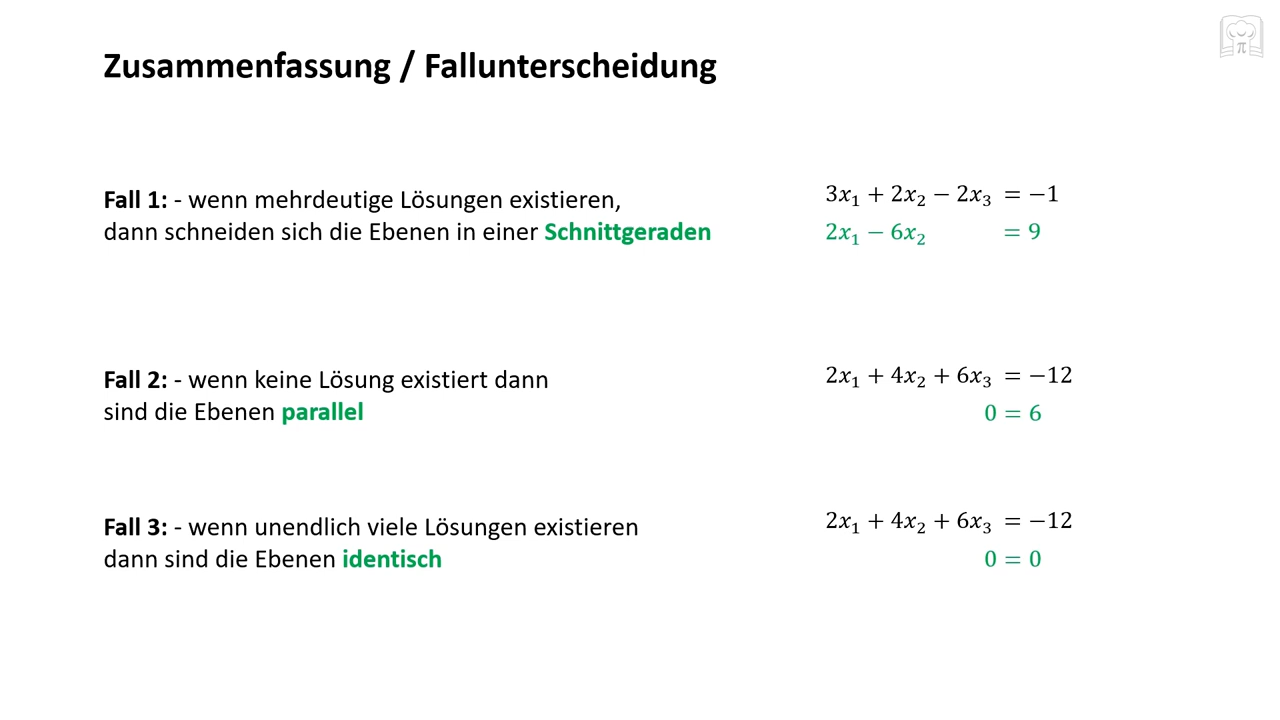 Zusammenfassung / Fallunterscheidung
Fall 1: - wenn mehrdeutige Lösungen existieren,
dann schneiden sich die Ebenen in einer Schnittgeraden
3x₁ + 2x₂ − 2x₃ = −1
2x₁ − 6x₂ = 9
Fall 2: - wenn keine Lösung existiert dann
sind die Ebenen parallel
2x₁ + 4x₂ + 6x₃ = −12
0 = 6
Fall 3: - wenn unendlich viele Lösungen existieren
dann sind die Ebenen identisch
2x₁ + 4x₂ + 6x₃ = −12
0 = 0
π